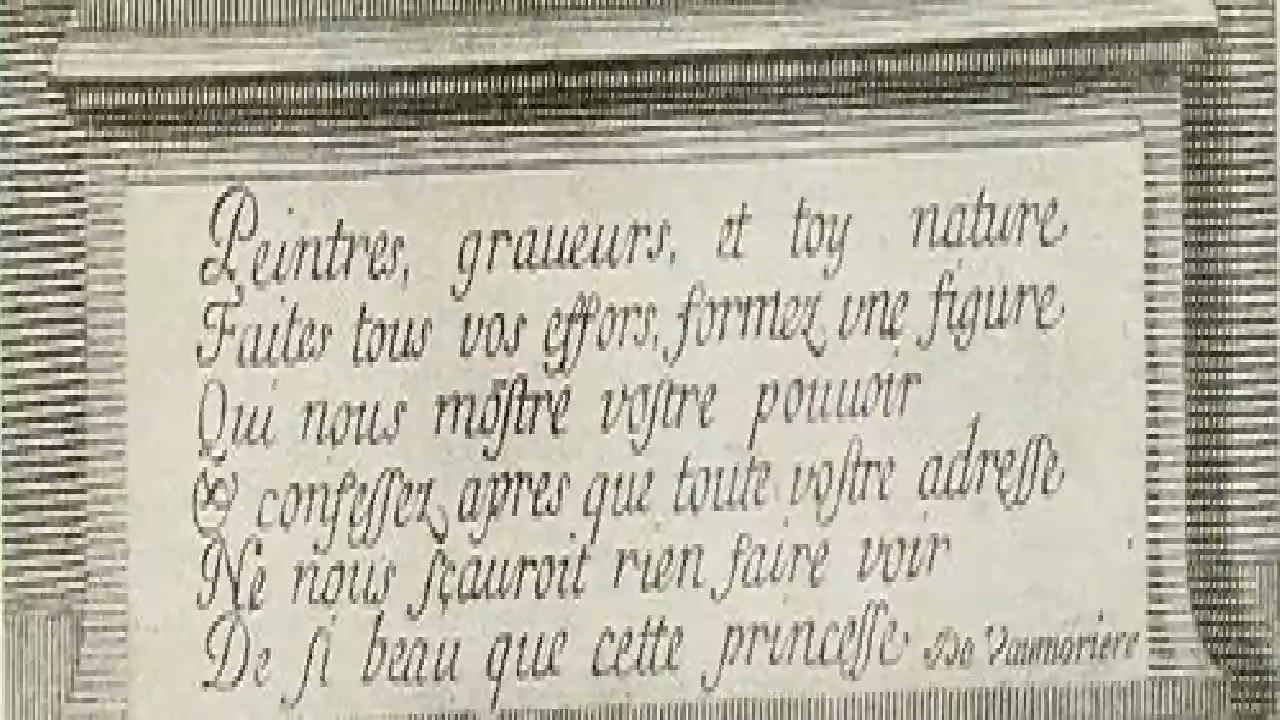 Peintres, graueurs, et toy nature
Faites tous vos effors, formez vne figure
Qui nous mõſtre voſtre pouuoir
& confeſſez apres que toute voſtre adreſſe
Ne nous ſçauroit rien faire voir
De ſi beau que cette princeſſe. De Vaumoriere